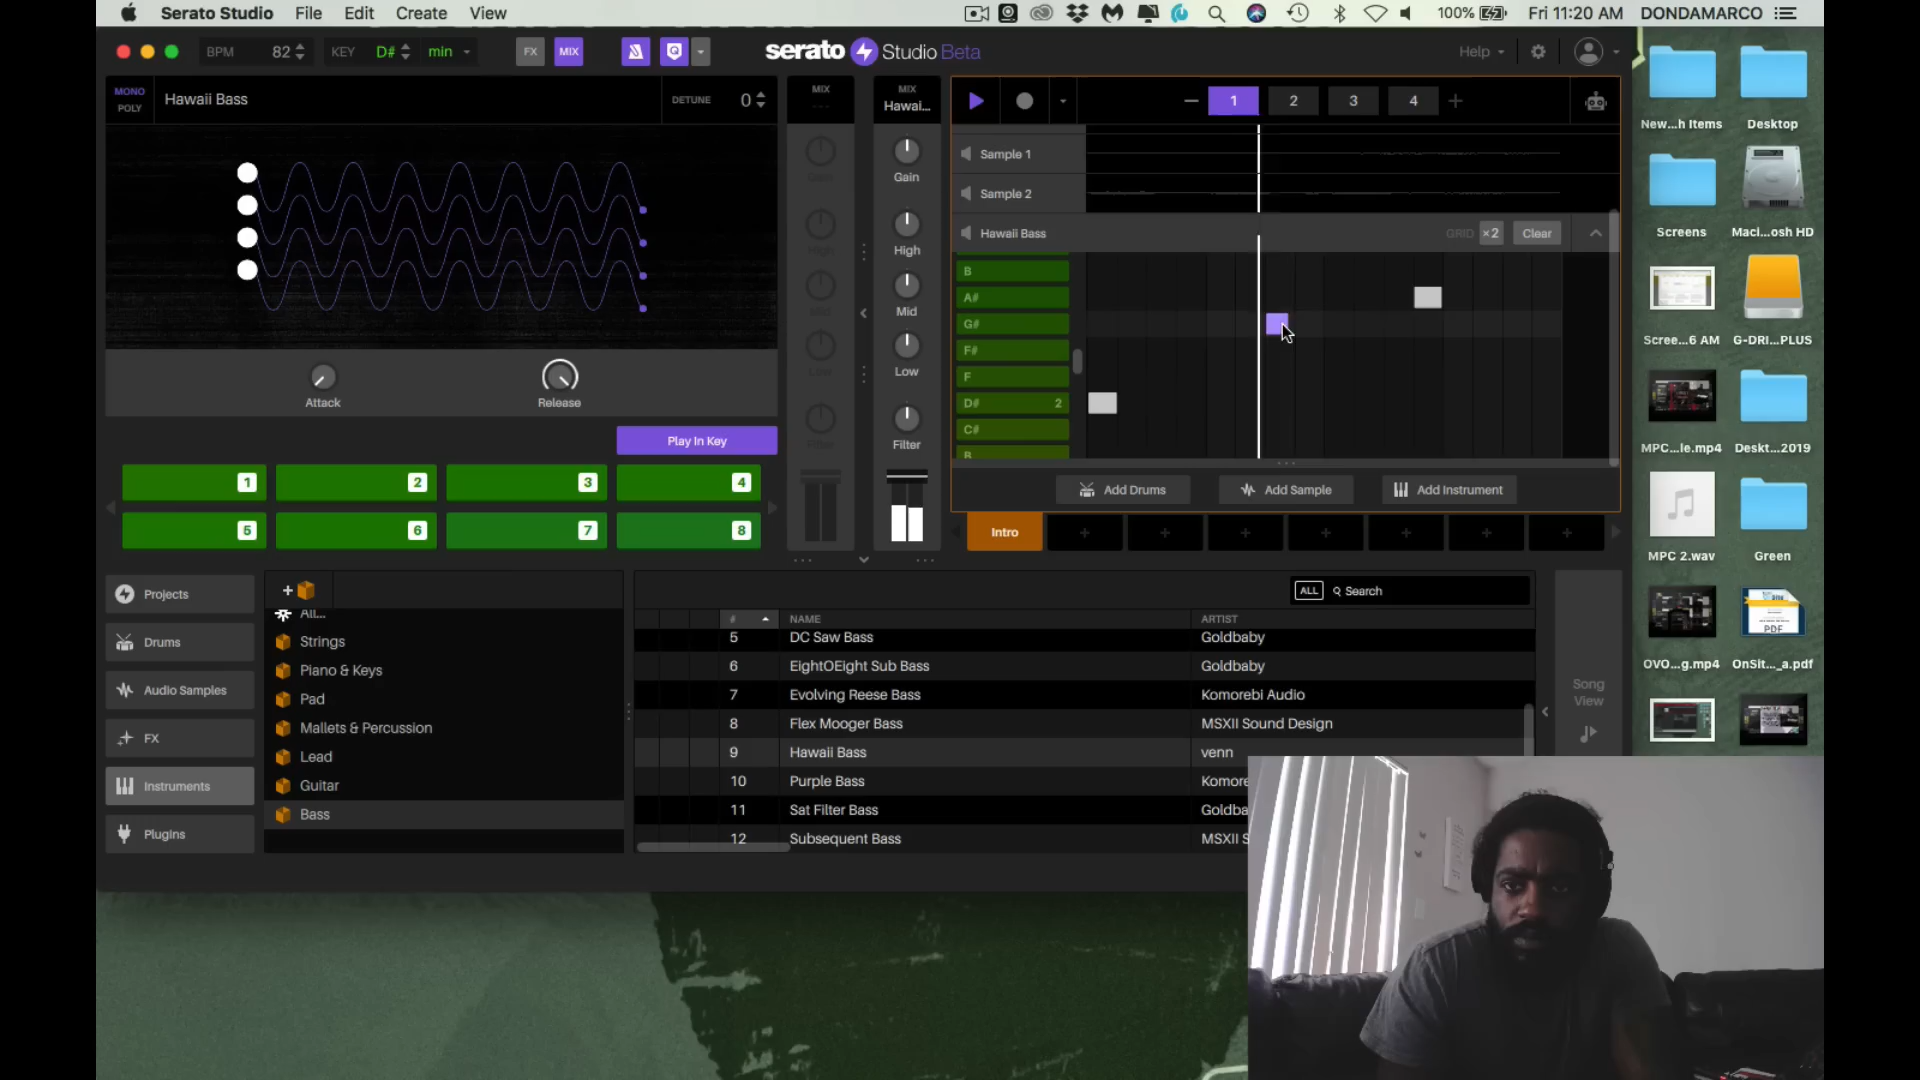 Serato Studio File Edit Create View 100% Fri 11:20 AM DONDAMARCO
BPM 82 KEY D# min FX MIX serato Studio Beta Help
MONO
POLY
Hawaii Bass
DETUNE 0
Attack
Release
Play In Key
1 2 3 4
5 6 7 8
MIX
MIX
Hawai...
Gain
High
Mid
Low
Filter
1 2 3 4
Sample 1
Sample 2
Hawaii Bass
GRID ×2 Clear
B
A#
G#
F#
F
D# 2
C#
B
Add Drums Add Sample Add Instrument
Intro
Projects
Drums
Audio Samples
FX
Instruments
Plugins
All...
Strings
Piano & Keys
Pad
Mallets & Percussion
Lead
Guitar
Bass
ALL Search
# NAME ARTIST
5 DC Saw Bass Goldbaby
6 EightOEight Sub Bass Goldbaby
7 Evolving Reese Bass Komorebi Audio
8 Flex Mooger Bass MSXII Sound Design
9 Hawaii Bass venn
10 Purple Bass Komore
11 Sat Filter Bass Goldba
12 Subsequent Bass MSXII S
Song
View
New...h Items Desktop
Screens Maci...osh HD
Scree...6 AM G-DRI...PLUS
MPC...le.mp4 Deskt...2019
MPC 2.wav Green
PDF
OVO...g.mp4 OnSit..._a.pdf